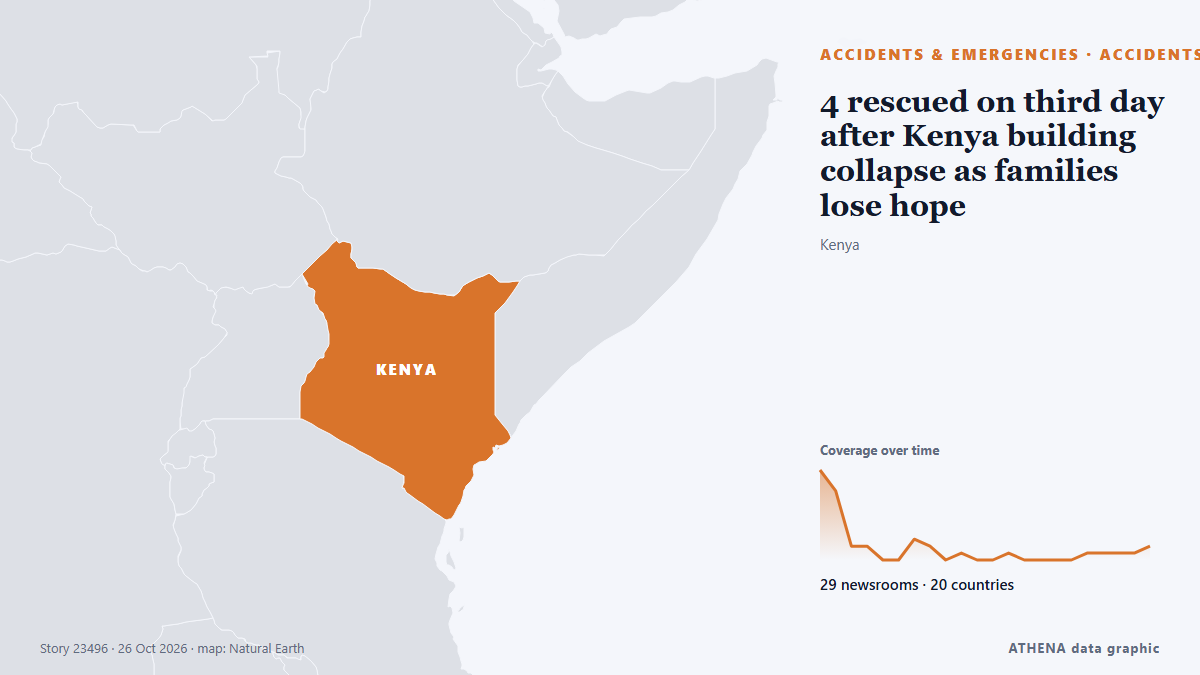 ACCIDENTS & EMERGENCIES · ACCIDENTS
4 rescued on third day
after Kenya building
collapse as families
lose hope
Kenya
KENYA
Coverage over time
29 newsrooms · 20 countries
Story 23496 · 26 Oct 2026 · map: Natural Earth
ATHENA data graphic